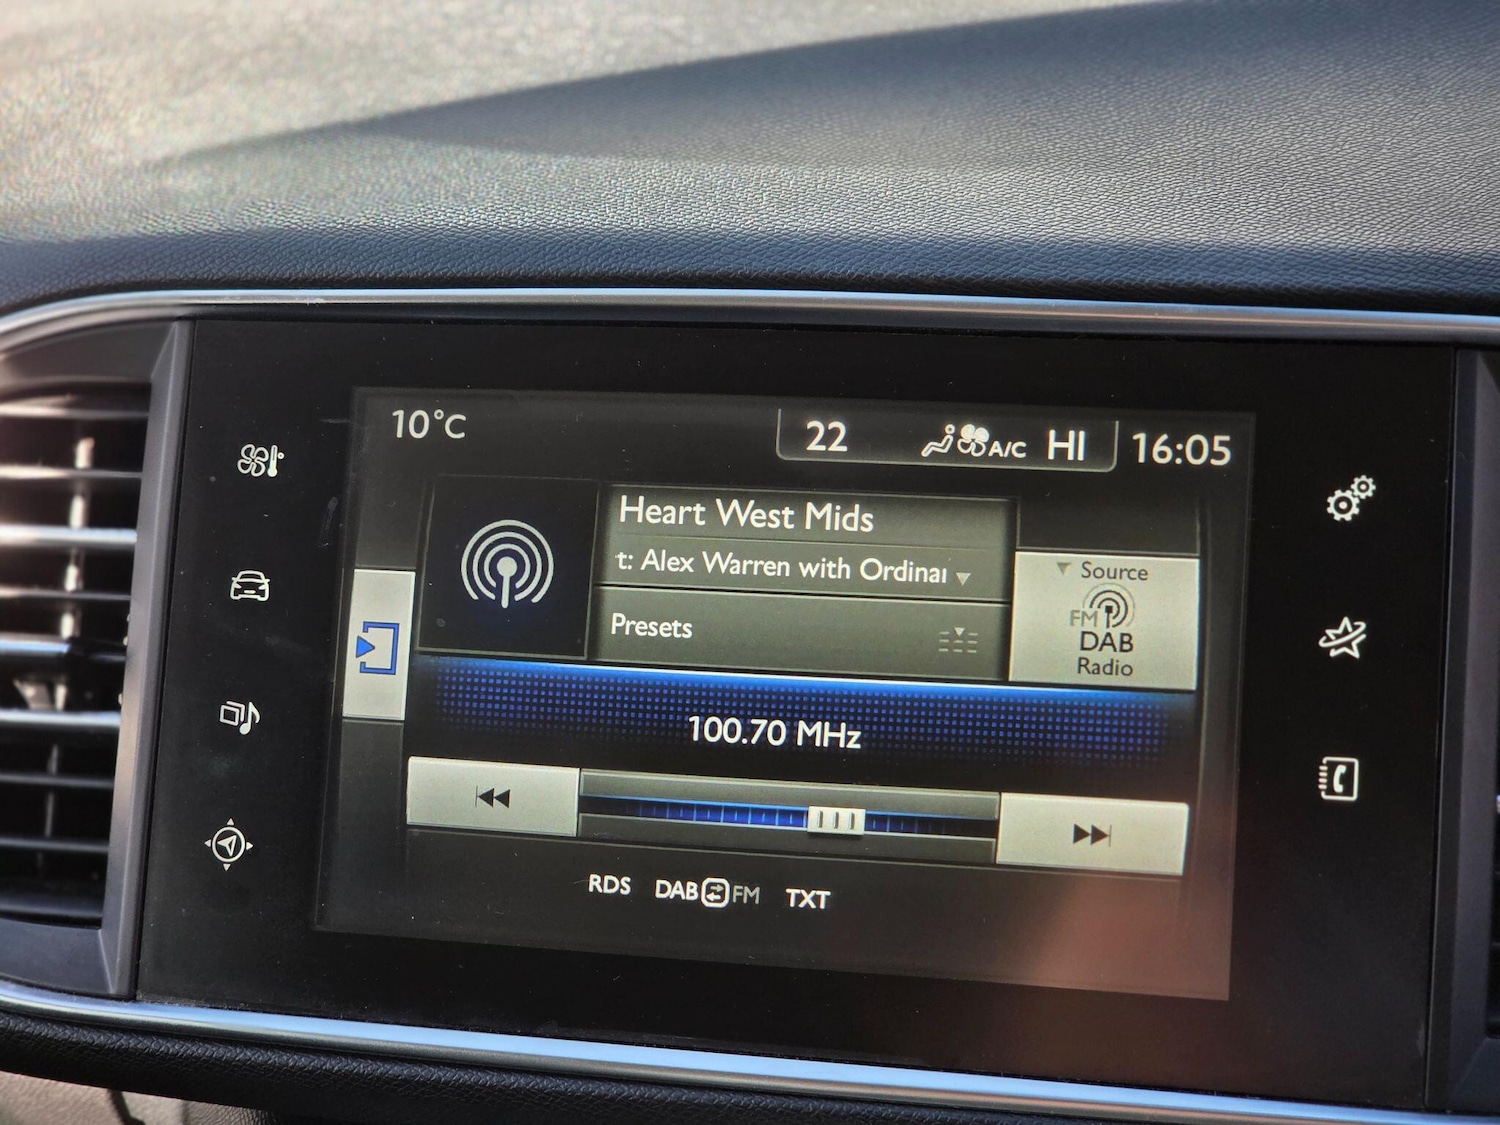 10°C
22 A/C HI 16:05
Heart West Mids
t: Alex Warren with Ordinar
Presets
Source
FM
DAB
Radio
100.70 MHz
RDS DAB FM TXT